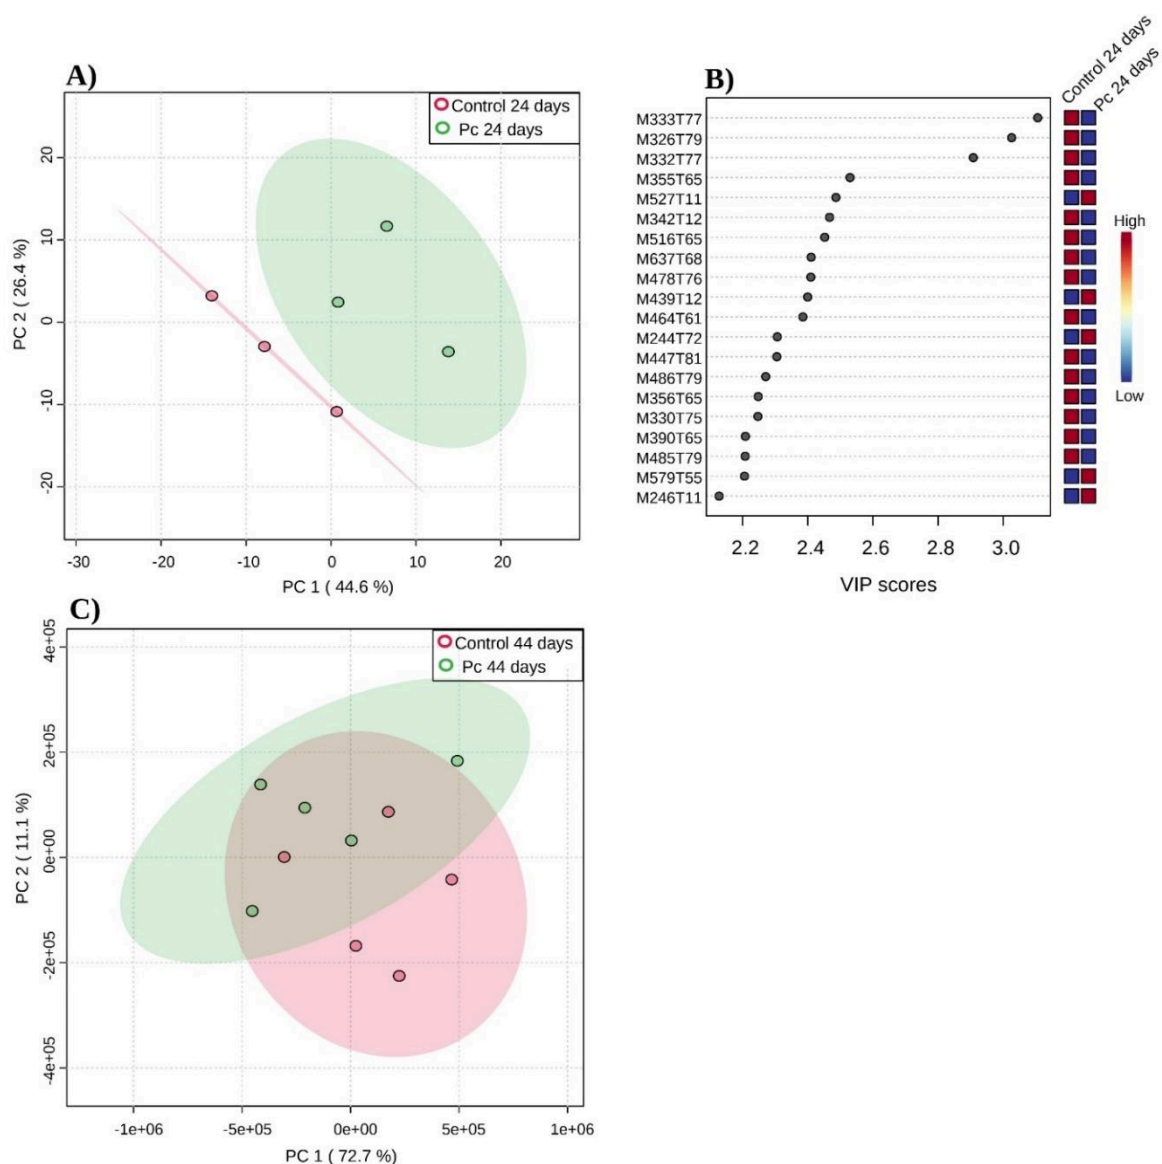 A)
Control 24 days
Pc 24 days
20
10
0
-10
-20
PC 2 ( 26.4 %)
-30
-20
-10
0
10
20
PC 1 ( 44.6 %)
B)
Control 24 days
Pc 24 days
M333T77
M326T79
M332T77
M355T65
M527T11
M342T12
M516T65
M637T68
M478T76
M439T12
M464T61
M244T72
M447T81
M486T79
M356T65
M330T75
M390T65
M485T79
M579T55
M246T11
High
Low
2.2
2.4
2.6
2.8
3.0
VIP scores
C)
Control 44 days
Pc 44 days
4e+05
2e+05
0e+00
-2e+05
-4e+05
PC 2 ( 11.1 %)
-1e+06
-5e+05
0e+00
5e+05
1e+06
PC 1 ( 72.7 %)